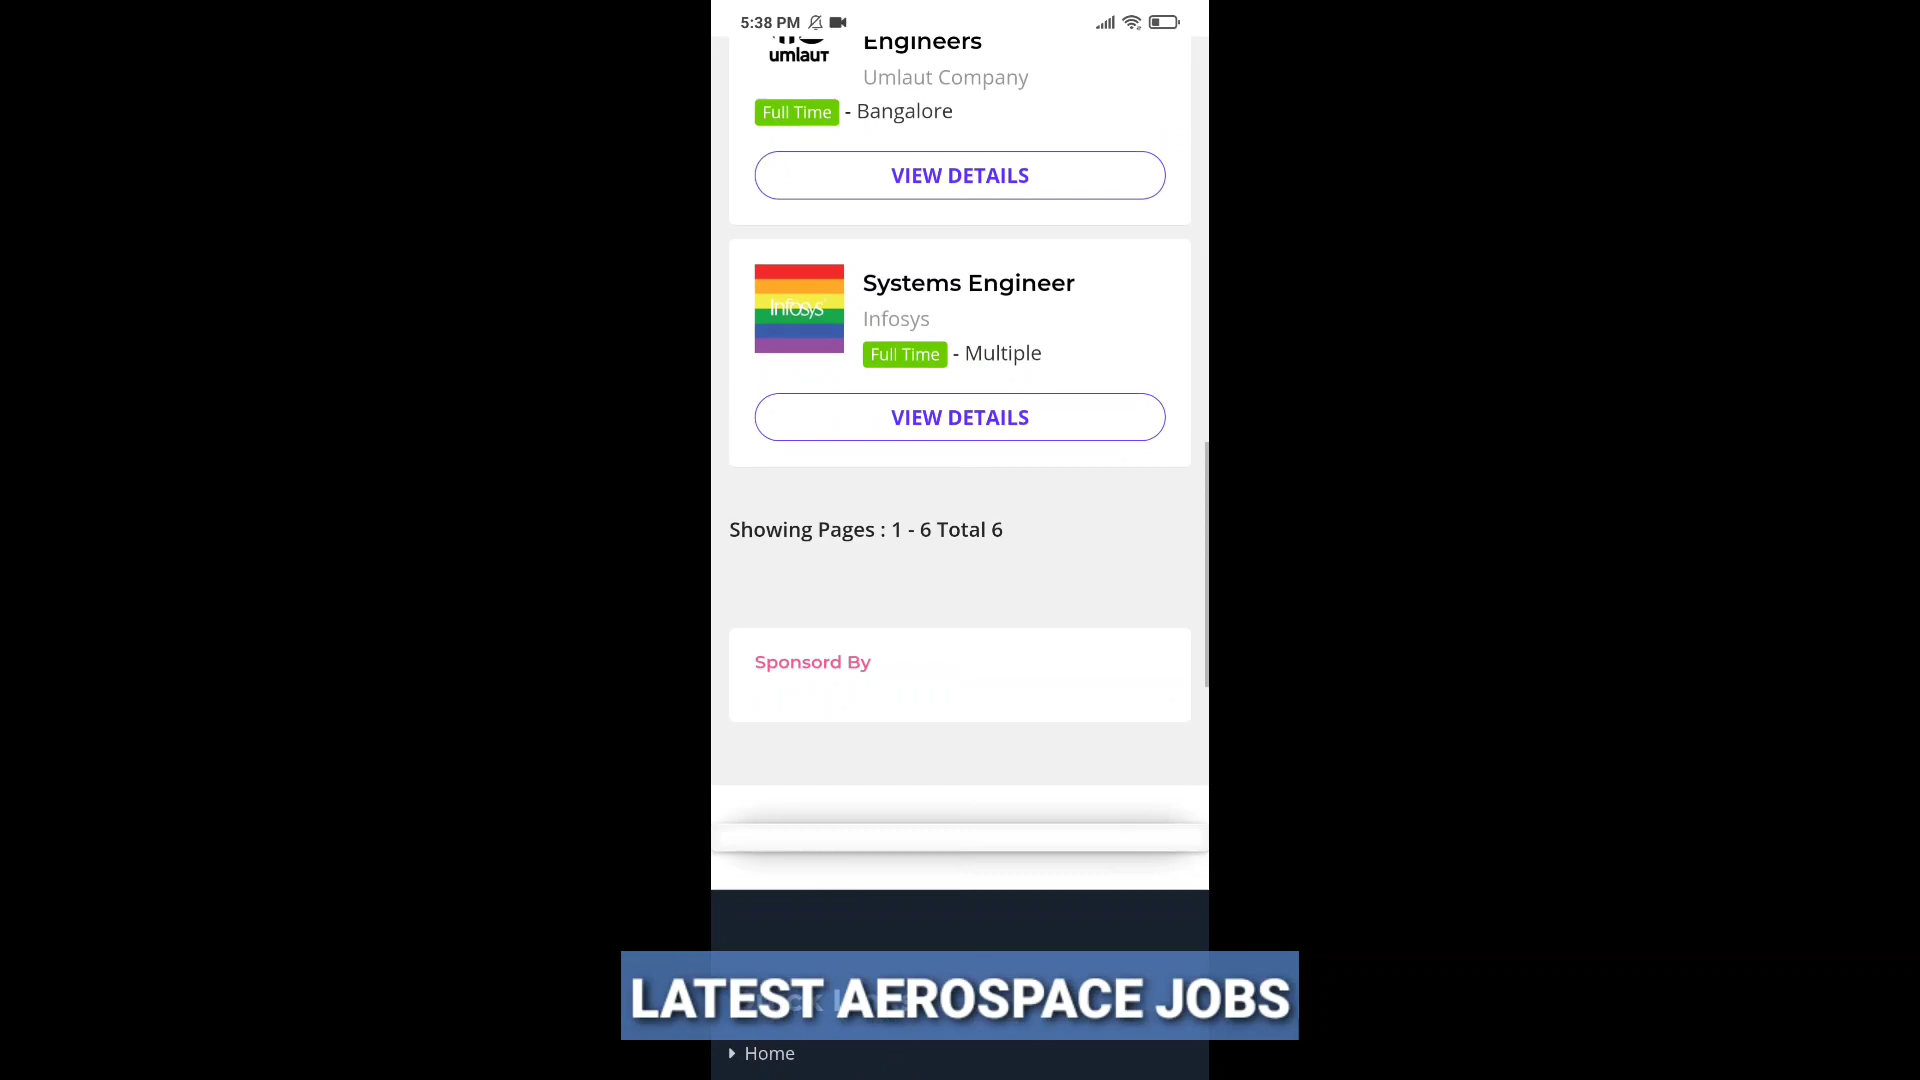 5:38 PM
Engineers
umlaut
Umlaut Company
Full Time - Bangalore
VIEW DETAILS
Systems Engineer
Infosys
Infosys
Full Time - Multiple
VIEW DETAILS
Showing Pages : 1 - 6 Total 6
Sponsord By
LATEST AEROSPACE JOBS
Home